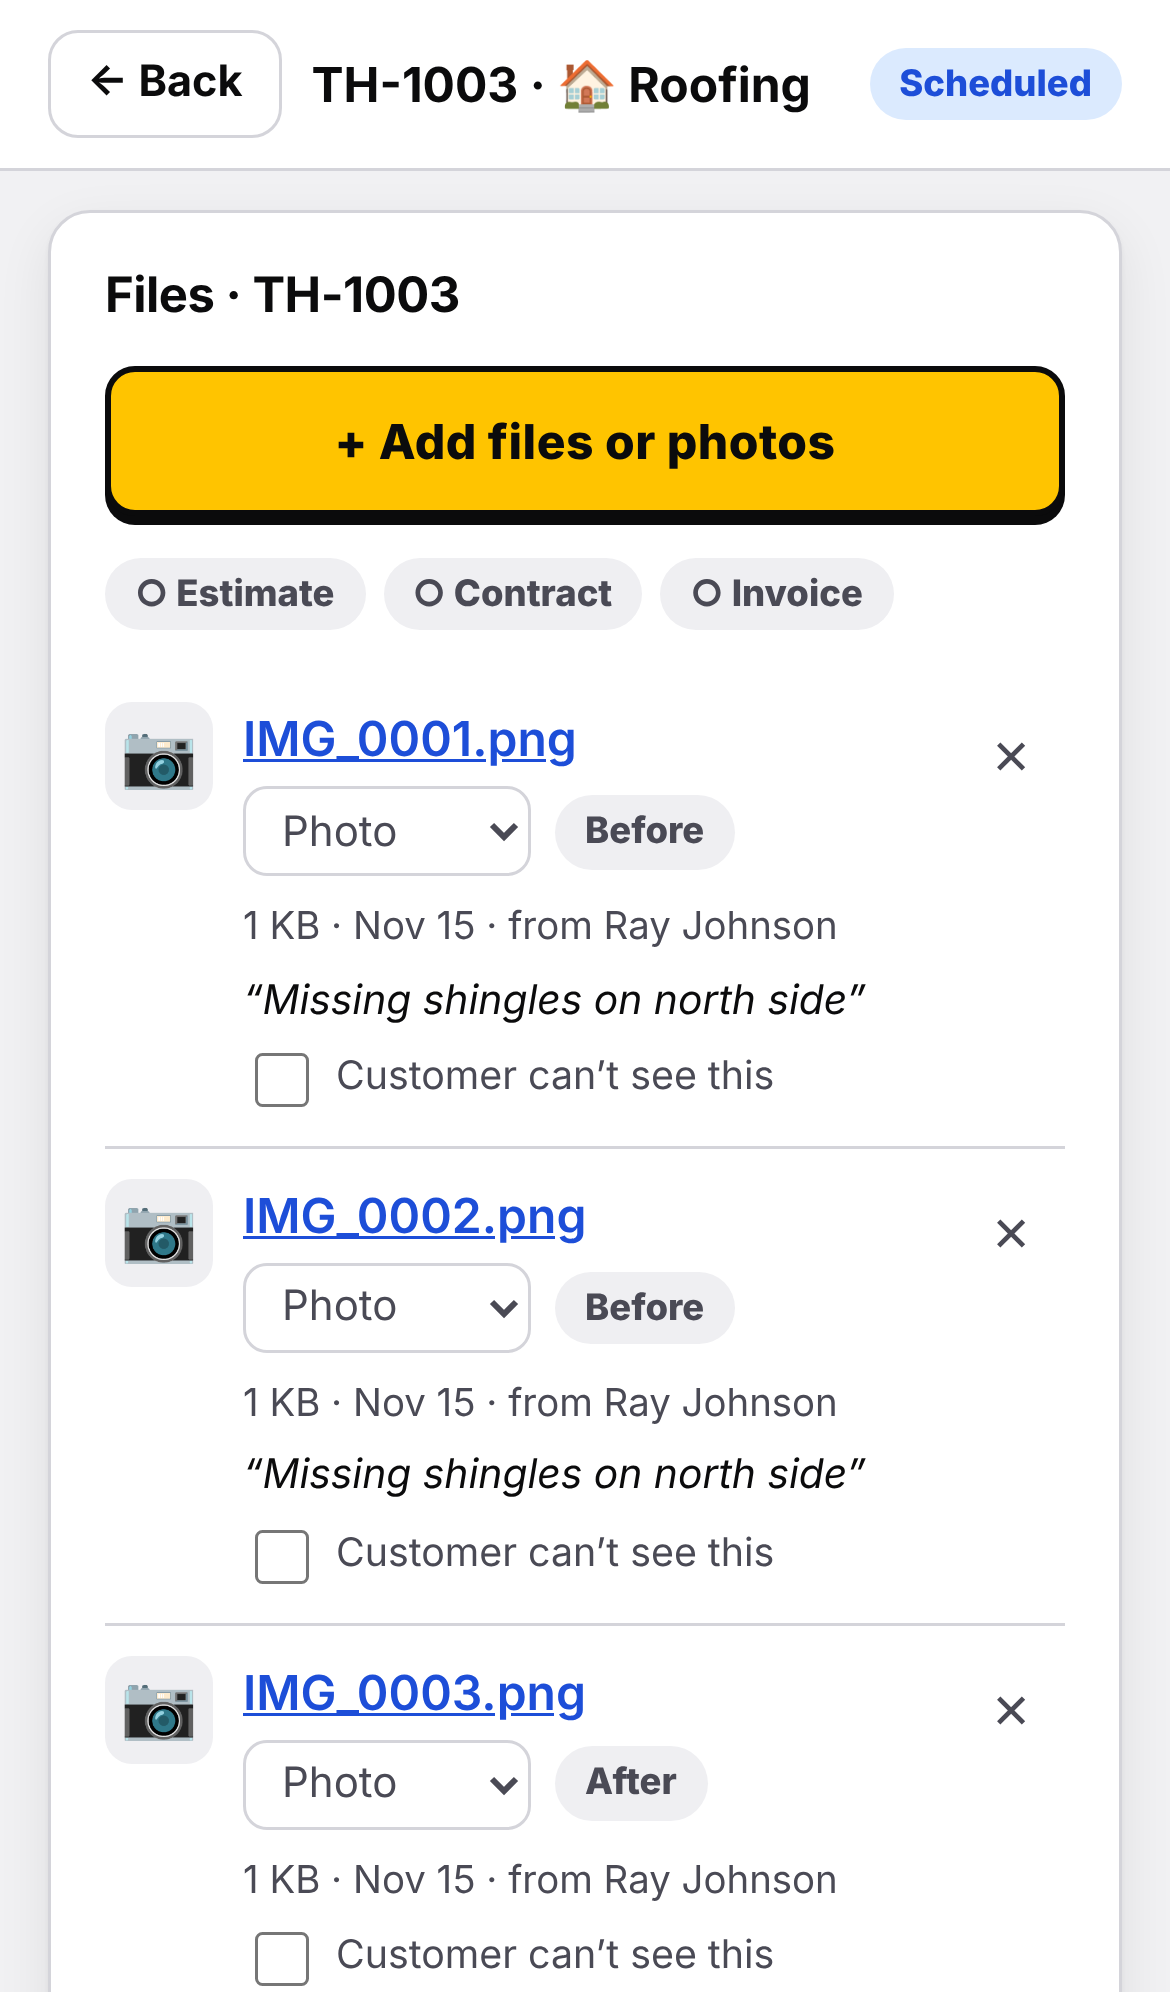 ← Back
TH-1003 · 🏠 Roofing
Scheduled
Files · TH-1003
+ Add files or photos
○ Estimate
○ Contract
○ Invoice
IMG_0001.png
×
Photo
Before
1 KB · Nov 15 · from Ray Johnson
“Missing shingles on north side”
Customer can’t see this
IMG_0002.png
×
Photo
Before
1 KB · Nov 15 · from Ray Johnson
“Missing shingles on north side”
Customer can’t see this
IMG_0003.png
×
Photo
After
1 KB · Nov 15 · from Ray Johnson
Customer can’t see this